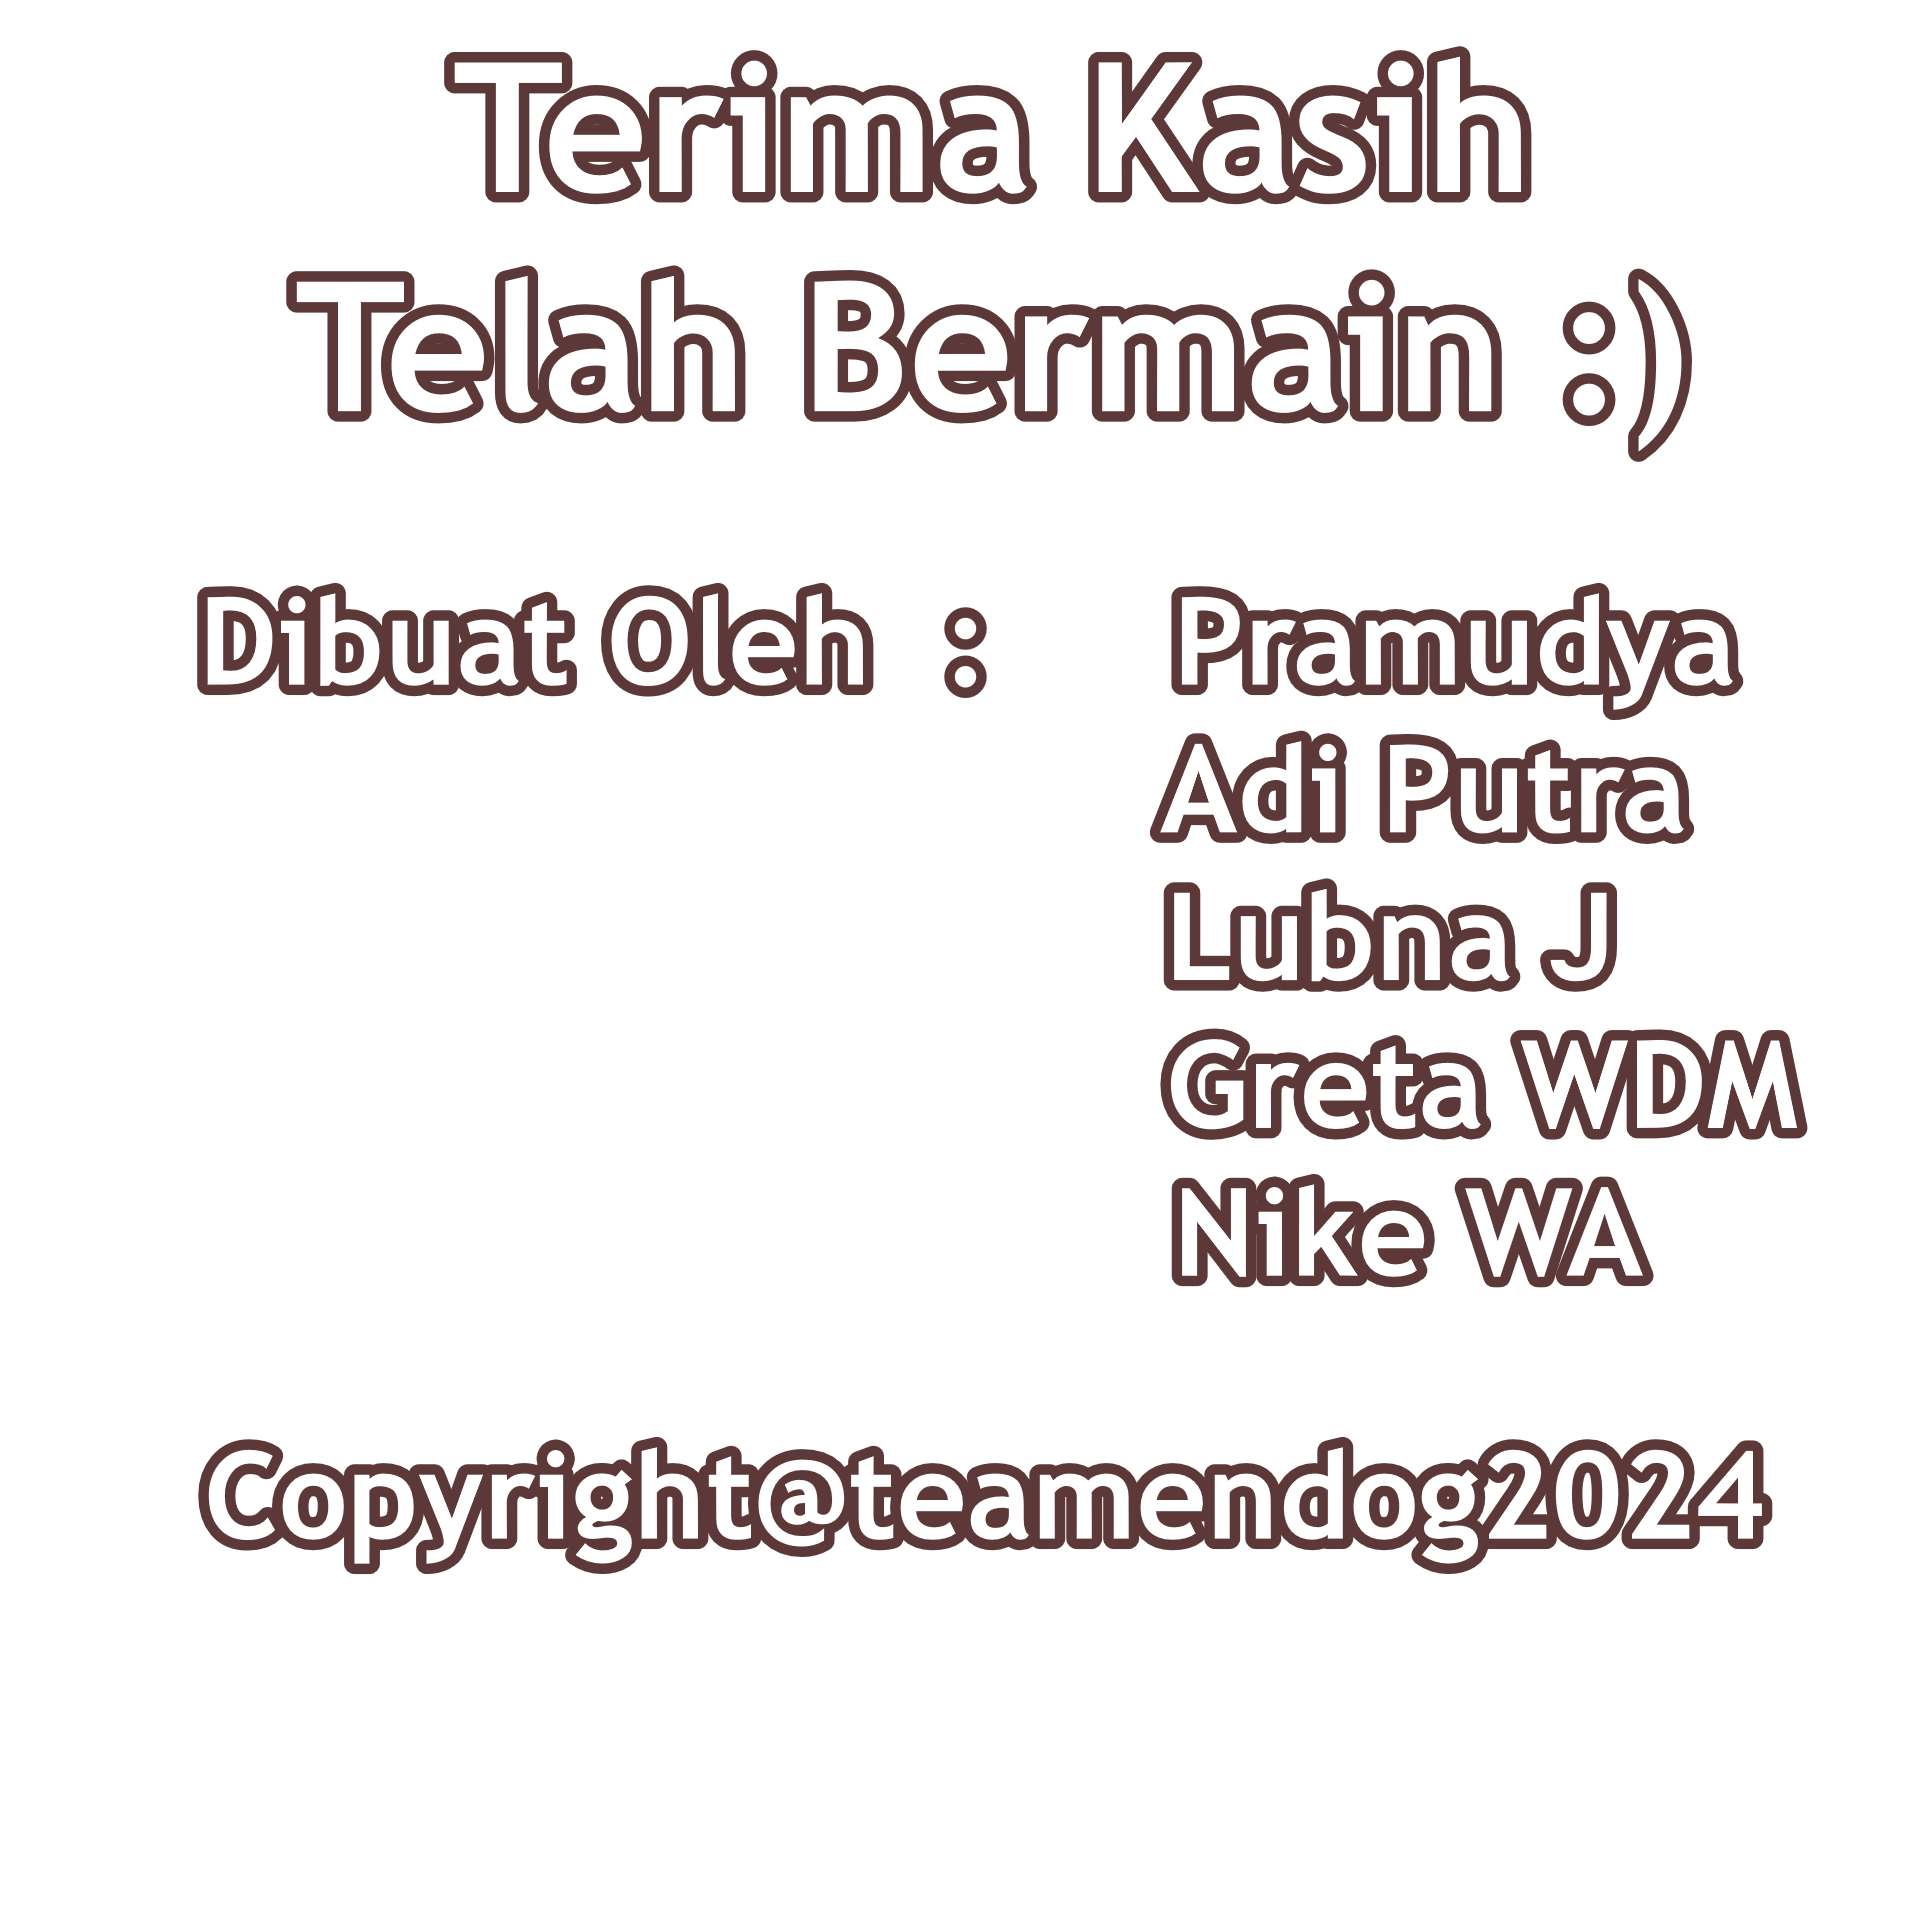 Terima Kasih
Telah Bermain :)
Dibuat Oleh : Pramudya
Adi Putra
Lubna J
Greta WDM
Nike WA
Copyright@teamendog2024